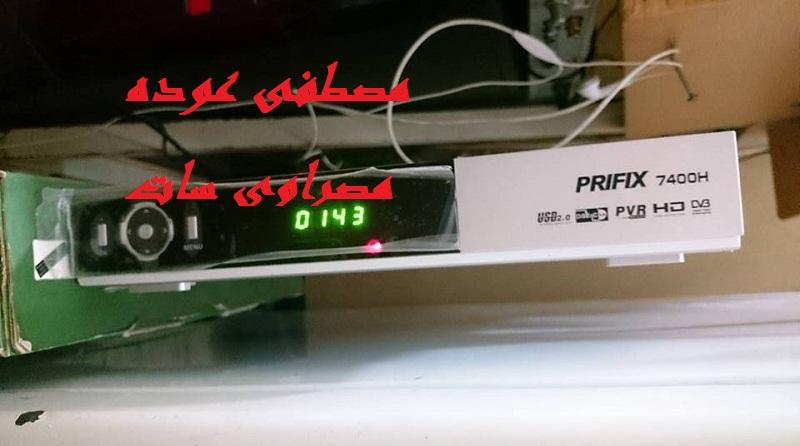 مصطفى عوده
مصراوى سات
PRIFIX 7400H
0143
USB2.0 PVR HD DVB
MENU